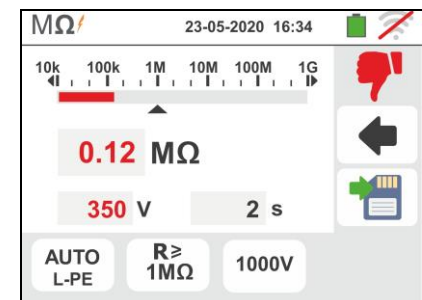 MΩ 23-05-2020 16:34
10k 100k 1M 10M 100M 1G
0.12 MΩ
350 V 2 s
AUTO L-PE R≥ 1MΩ 1000V